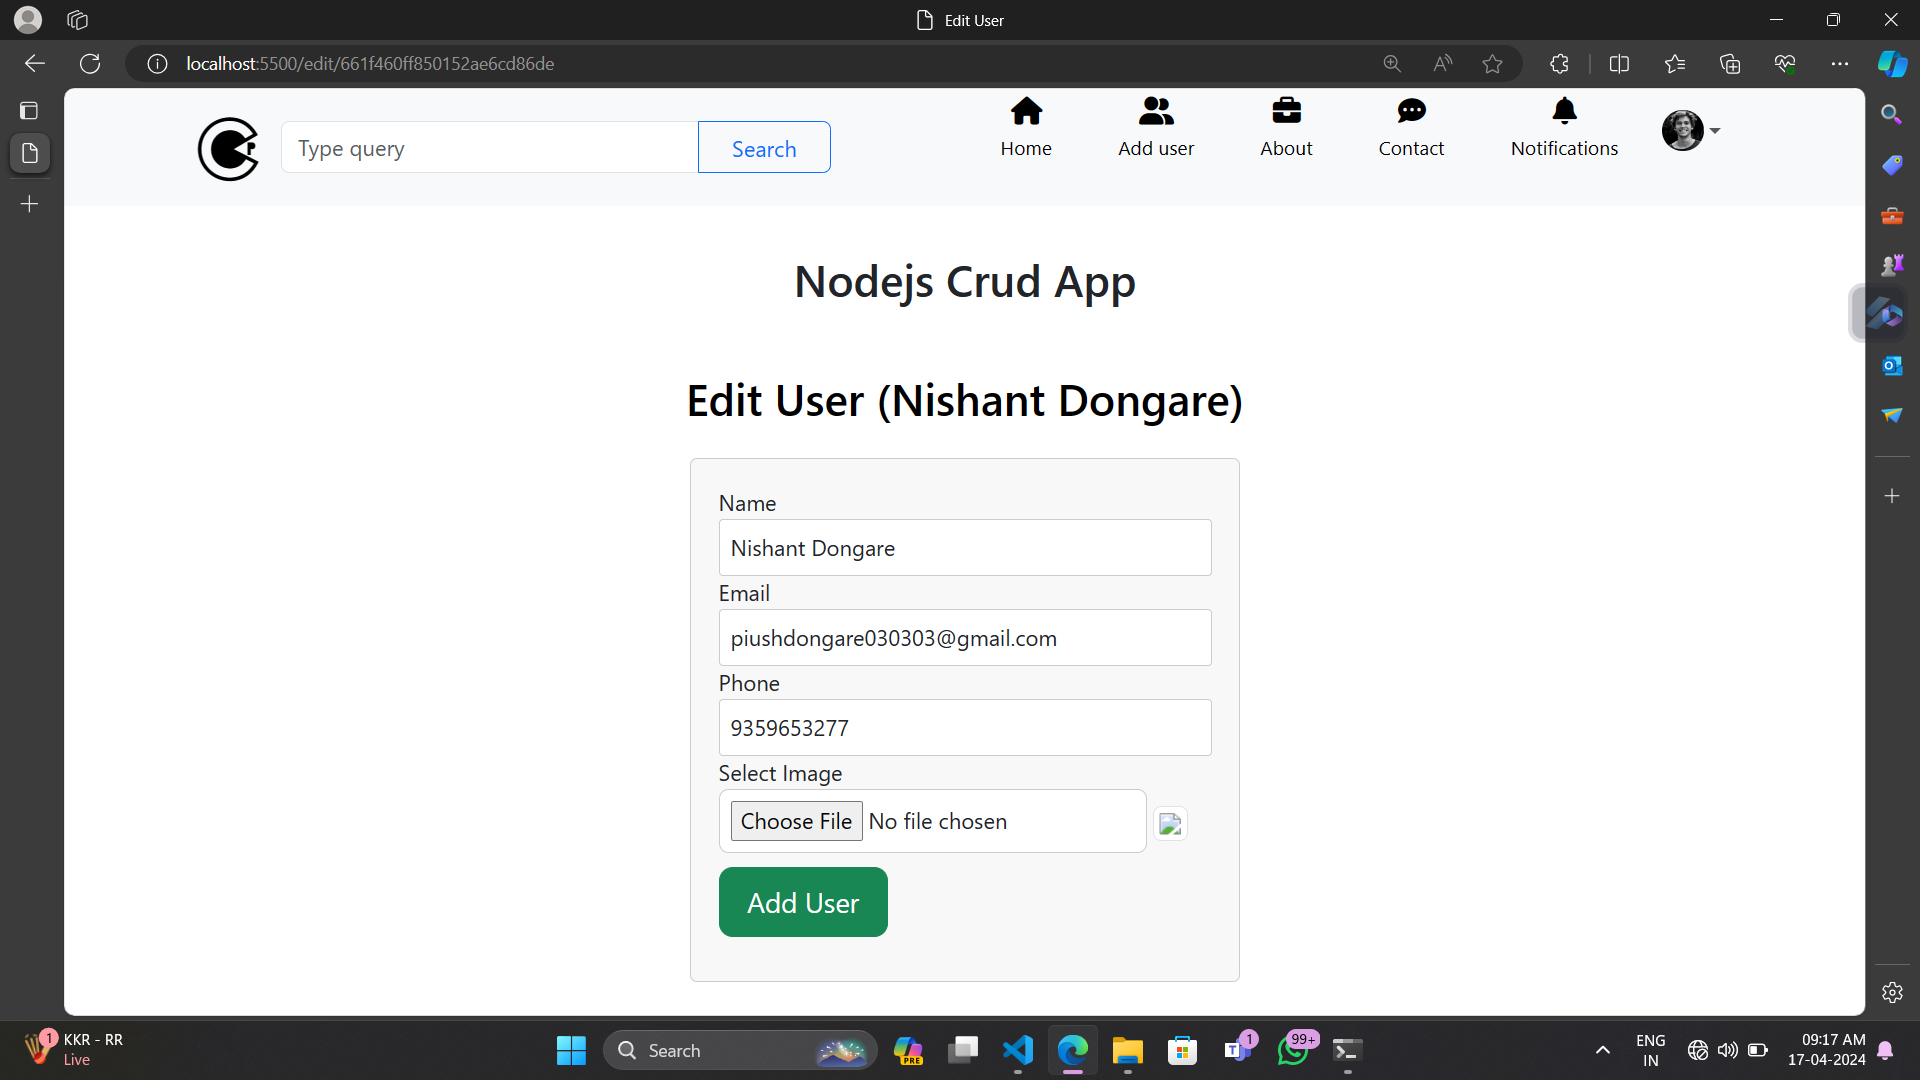 Edit User
localhost:5500/edit/661f460ff850152ae6cd86de
Type query
Search
Home
Add user
About
Contact
Notifications
Nodejs Crud App
Edit User (Nishant Dongare)
Name
Nishant Dongare
Email
piushdongare030303@gmail.com
Phone
9359653277
Select Image
Choose File No file chosen
Add User
1
KKR - RR
Live
Search
PRE
1
99+
ENG
IN
09:17 AM
17-04-2024